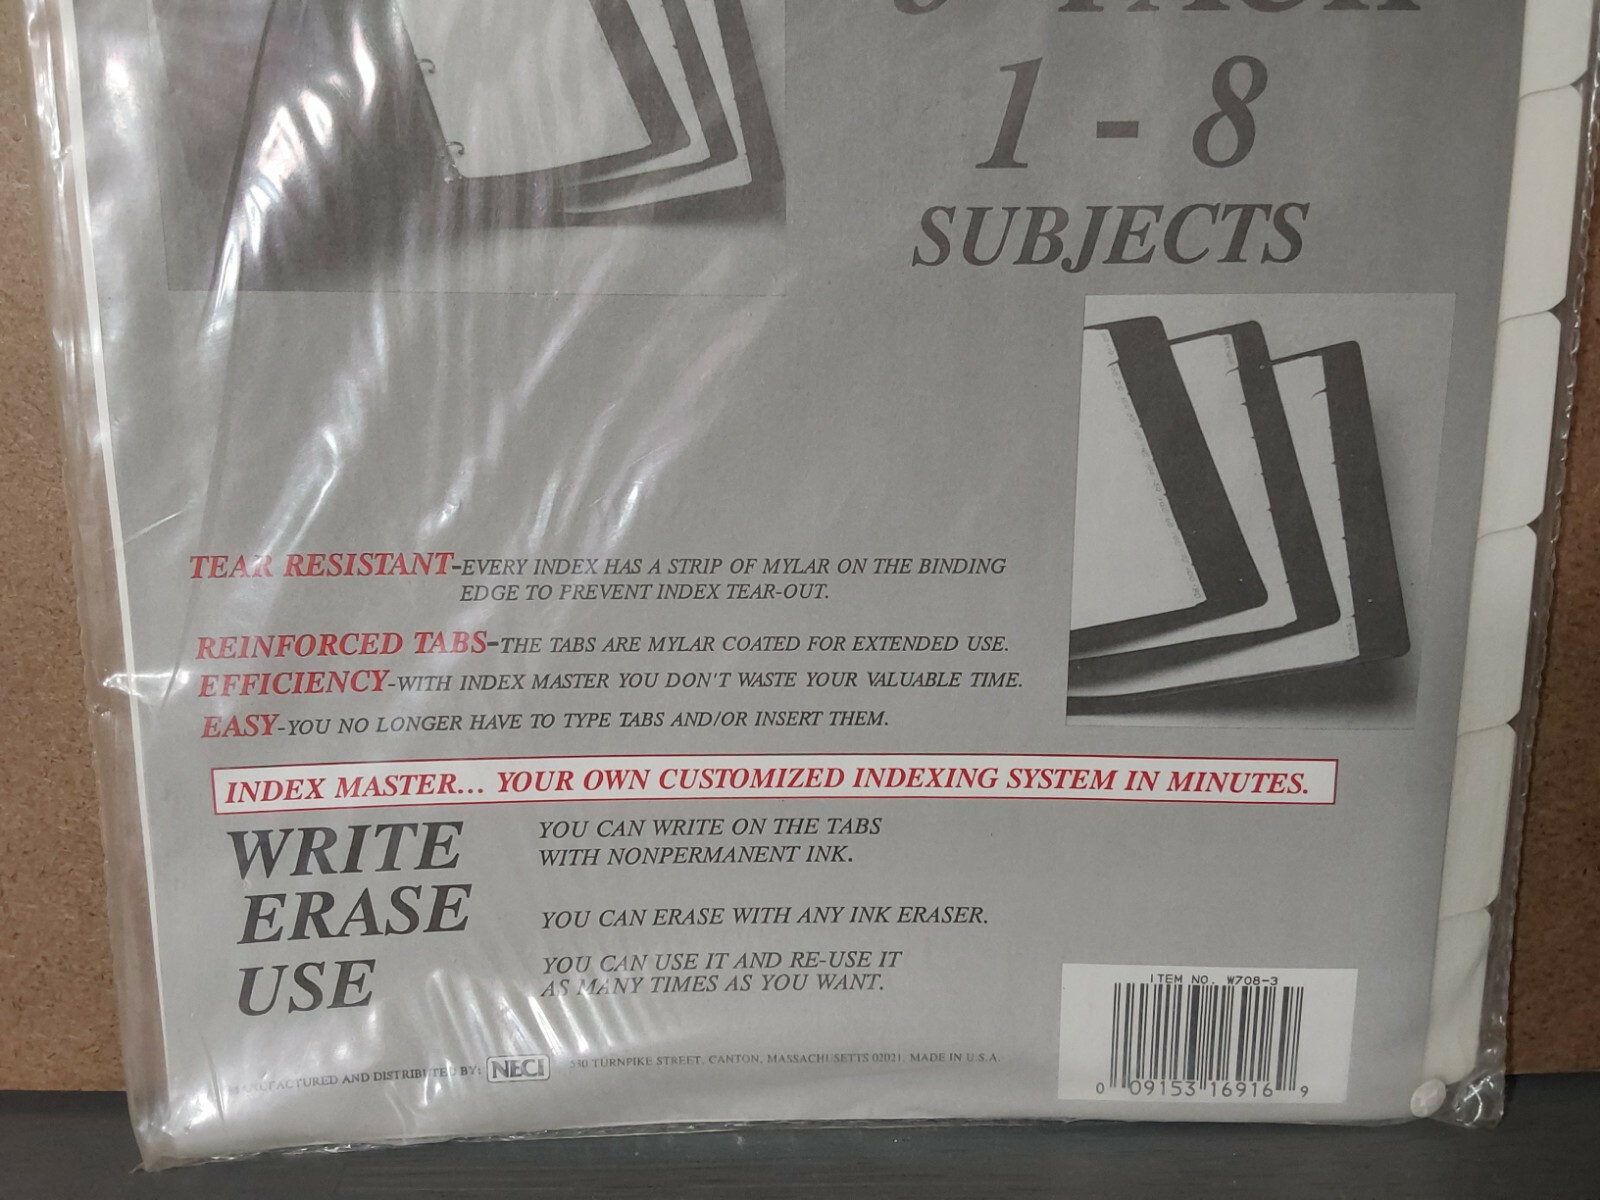 PACK
1 - 8
SUBJECTS
TEAR RESISTANT-EVERY INDEX HAS A STRIP OF MYLAR ON THE BINDING
EDGE TO PREVENT INDEX TEAR-OUT.
REINFORCED TABS-THE TABS ARE MYLAR COATED FOR EXTENDED USE.
EFFICIENCY-WITH INDEX MASTER YOU DON'T WASTE YOUR VALUABLE TIME.
EASY-YOU NO LONGER HAVE TO TYPE TABS AND/OR INSERT THEM.
INDEX MASTER... YOUR OWN CUSTOMIZED INDEXING SYSTEM IN MINUTES.
WRITE YOU CAN WRITE ON THE TABS
WITH NONPERMANENT INK.
ERASE YOU CAN ERASE WITH ANY INK ERASER.
USE YOU CAN USE IT AND RE-USE IT
AS MANY TIMES AS YOU WANT.
MANUFACTURED AND DISTRIBUTED BY: NECI 530 TURNPIKE STREET, CANTON, MASSACHUSETTS 02021. MADE IN U.S.A.
ITEM NO. W708-3
0 09153 16916 9